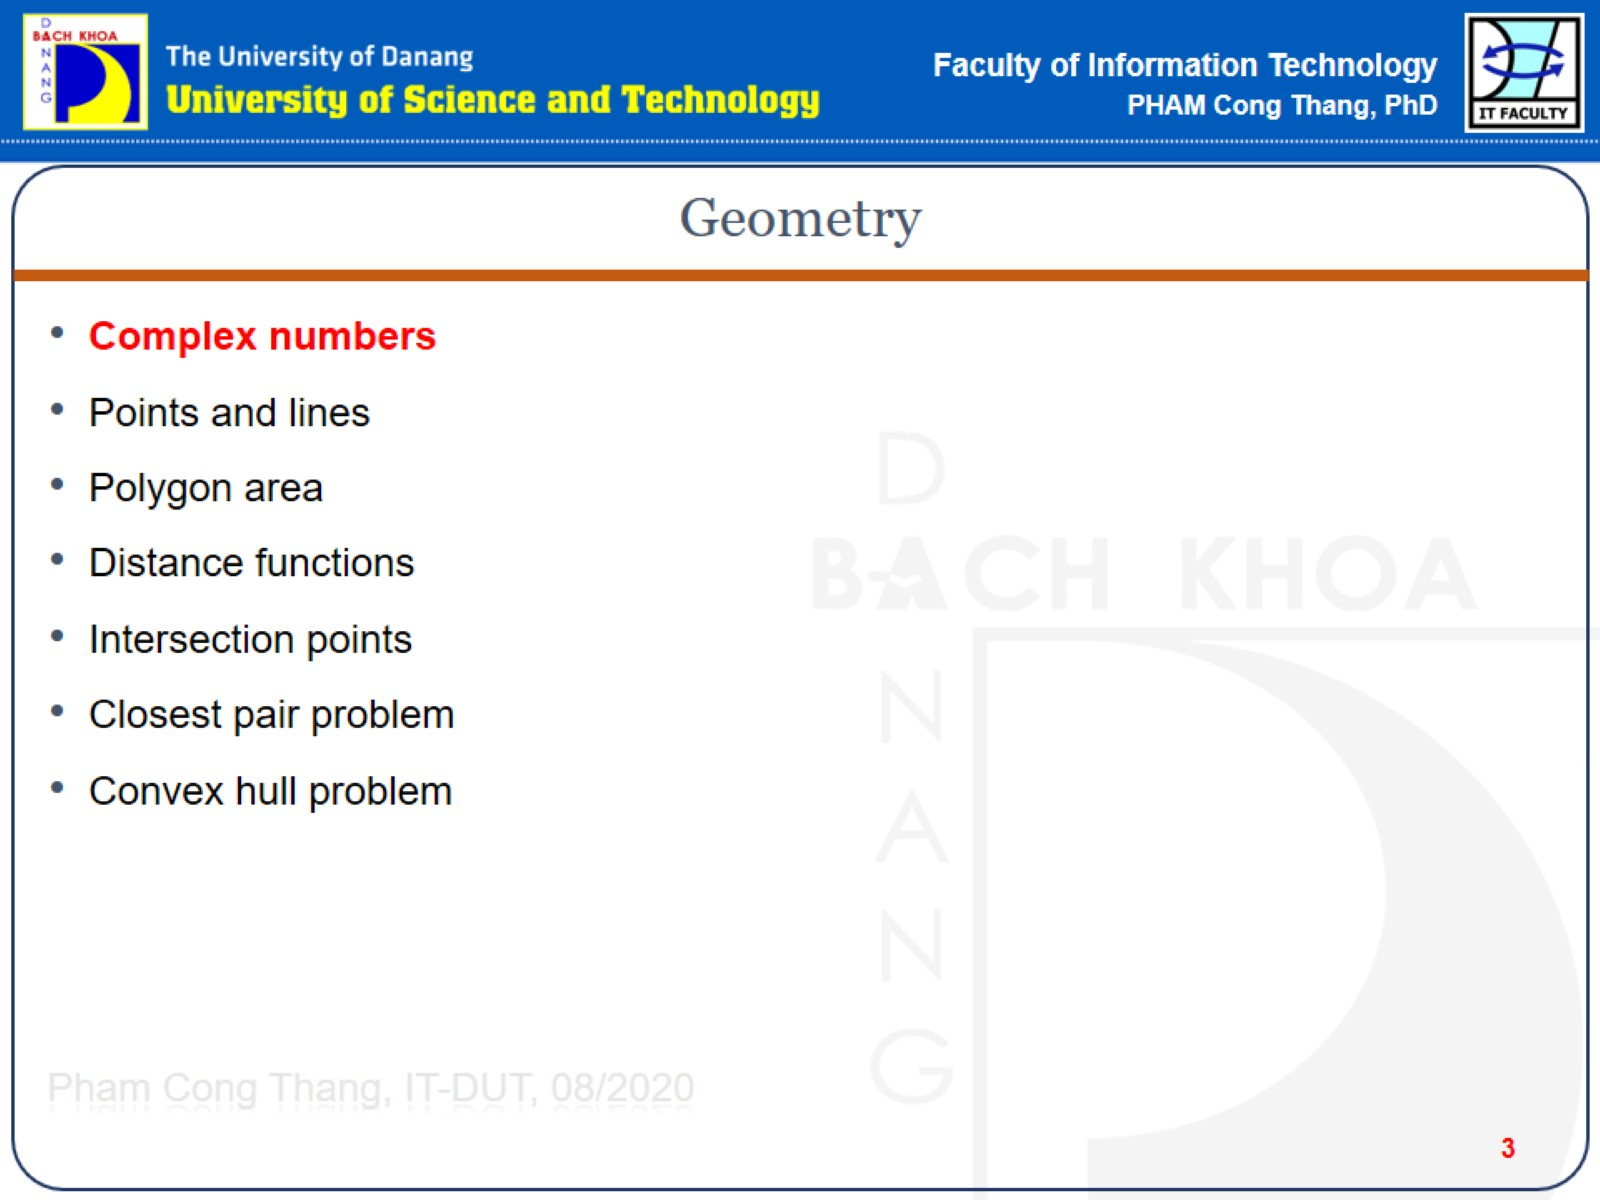 D
BACH KHOA
N
A
N
G
The University of Danang
University of Science and Technology
Faculty of Information Technology
PHAM Cong Thang, PhD
IT FACULTY
Geometry
• Complex numbers
• Points and lines
• Polygon area
• Distance functions
• Intersection points
• Closest pair problem
• Convex hull problem
D
BACH KHOA
N
A
N
G
Pham Cong Thang, IT-DUT, 08/2020
3